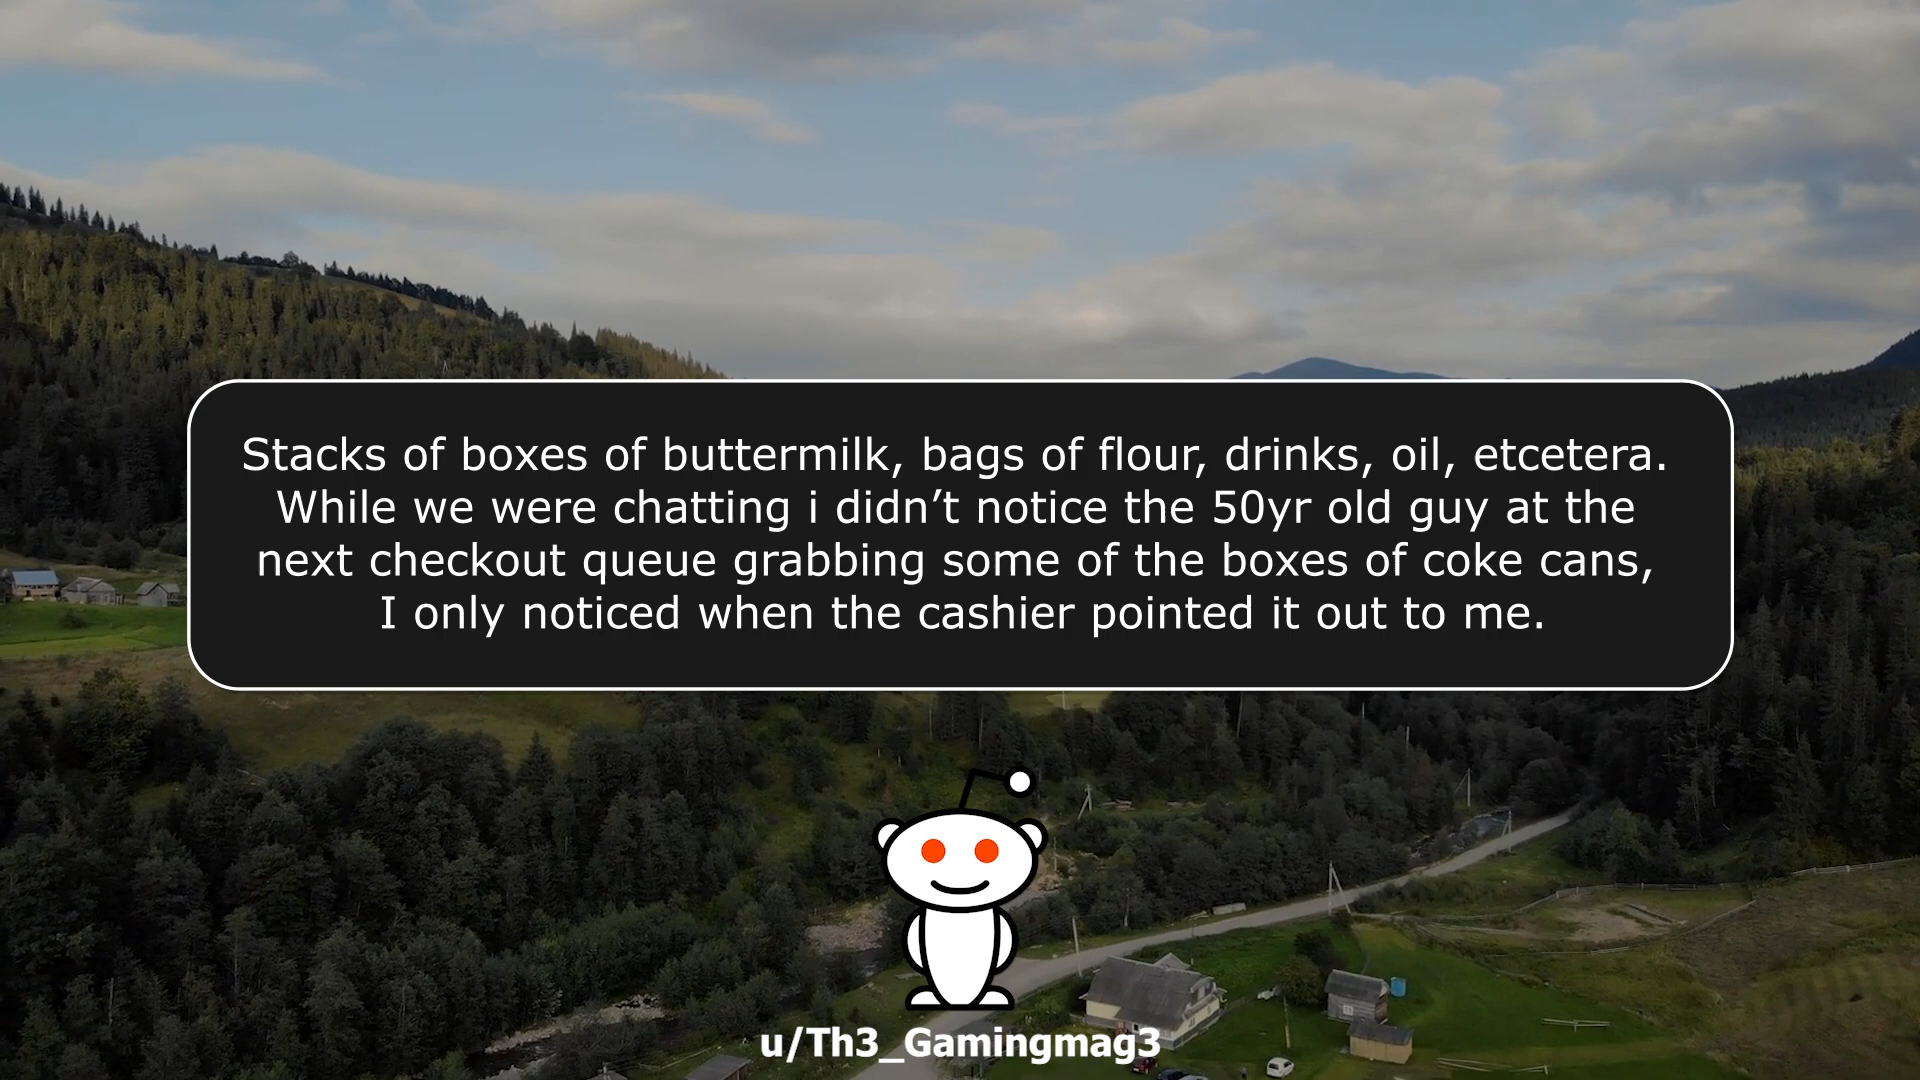 Stacks of boxes of buttermilk, bags of flour, drinks, oil, etcetera.
While we were chatting i didn’t notice the 50yr old guy at the
next checkout queue grabbing some of the boxes of coke cans,
I only noticed when the cashier pointed it out to me.
u/Th3_Gamingmag3